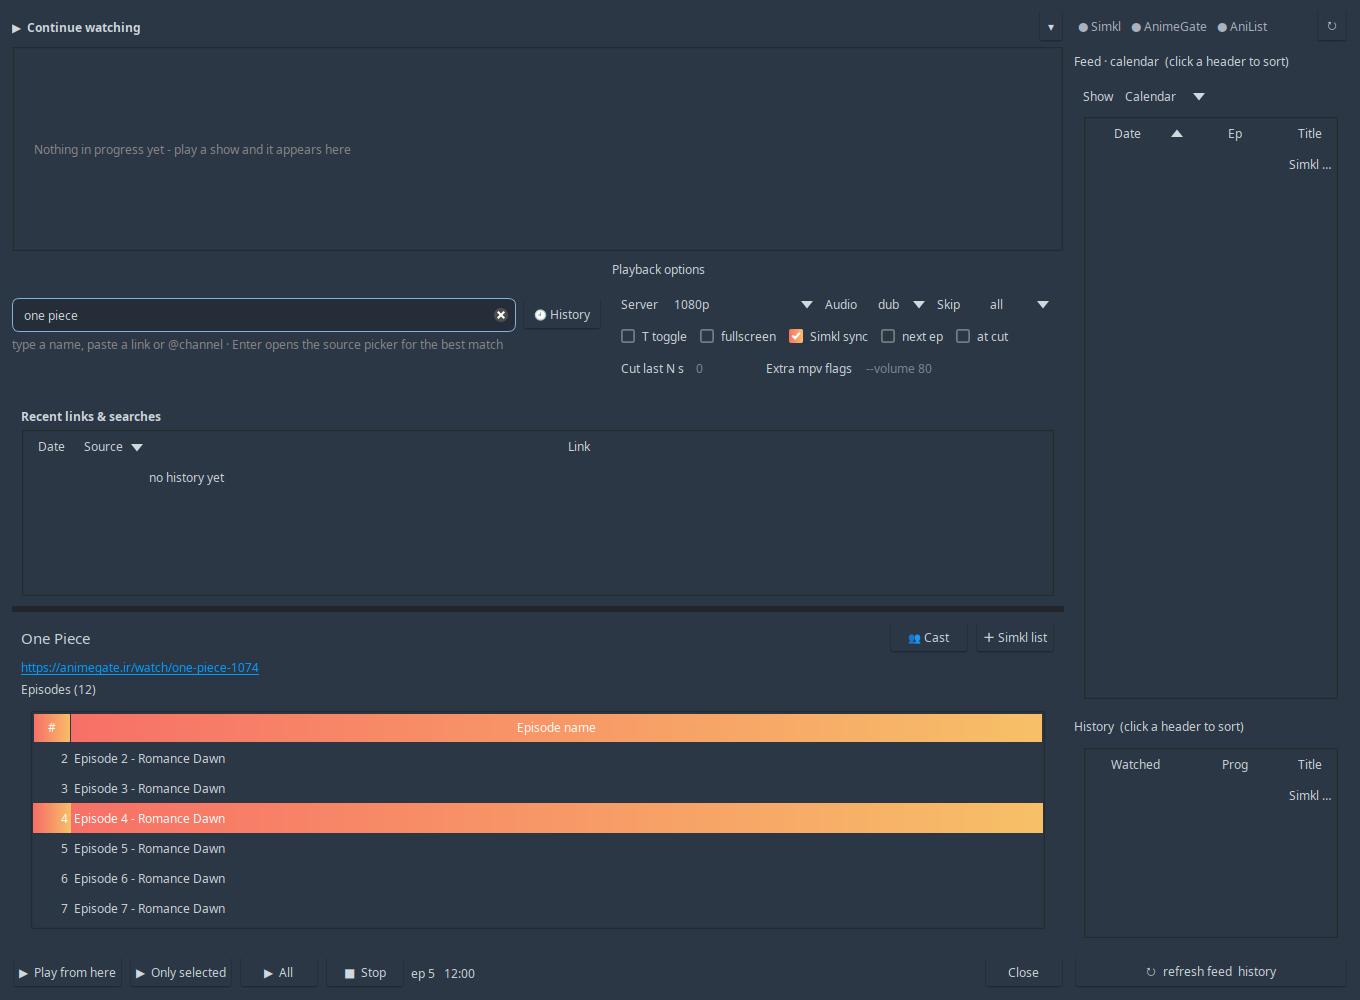 ▶ Continue watching
▼
Nothing in progress yet - play a show and it appears here
Playback options
one piece
History
type a name, paste a link or @channel · Enter opens the source picker for the best match
Server 1080p Audio dub Skip all
T toggle fullscreen Simkl sync next ep at cut
Cut last N s 0 Extra mpv flags --volume 80
Recent links & searches
Date Source Link
no history yet
One Piece
Cast + Simkl list
https://animegate.ir/watch/one-piece-1074
Episodes (12)
# Episode name
2 Episode 2 - Romance Dawn
3 Episode 3 - Romance Dawn
4 Episode 4 - Romance Dawn
5 Episode 5 - Romance Dawn
6 Episode 6 - Romance Dawn
7 Episode 7 - Romance Dawn
▶ Play from here ▶ Only selected ▶ All ■ Stop ep 5 12:00 Close
● Simkl ● AnimeGate ● AniList ↻
Feed · calendar (click a header to sort)
Show Calendar
Date Ep Title
Simkl ...
History (click a header to sort)
Watched Prog Title
Simkl ...
↻ refresh feed history